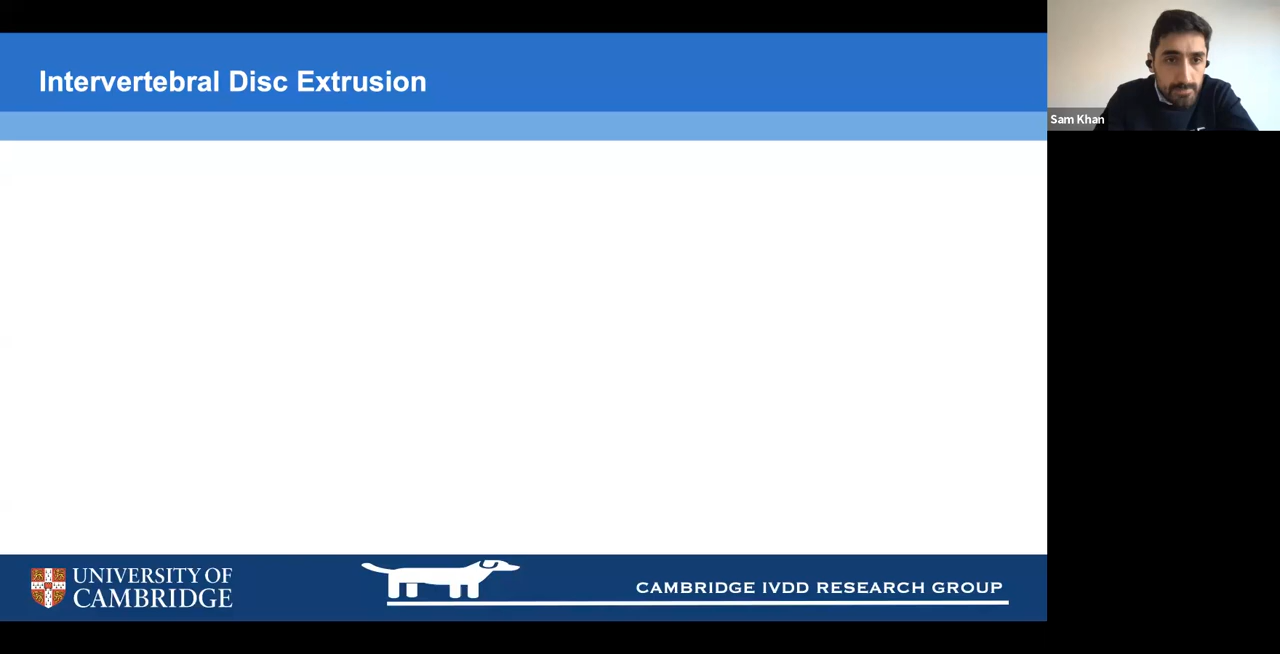 Intervertebral Disc Extrusion
Sam Khan
UNIVERSITY OF
CAMBRIDGE
CAMBRIDGE IVDD RESEARCH GROUP